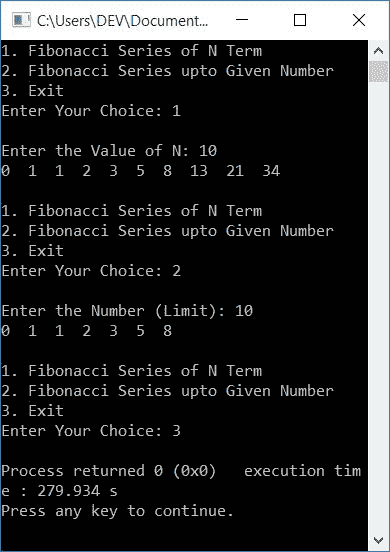 C:\Users\DEV\Document...
1. Fibonacci Series of N Term
2. Fibonacci Series upto Given Number
3. Exit
Enter Your Choice: 1
Enter the Value of N: 10
0  1  1  2  3  5  8  13  21  34
1. Fibonacci Series of N Term
2. Fibonacci Series upto Given Number
3. Exit
Enter Your Choice: 2
Enter the Number (Limit): 10
0  1  1  2  3  5  8
1. Fibonacci Series of N Term
2. Fibonacci Series upto Given Number
3. Exit
Enter Your Choice: 3
Process returned 0 (0x0)   execution tim
e : 279.934 s
Press any key to continue.